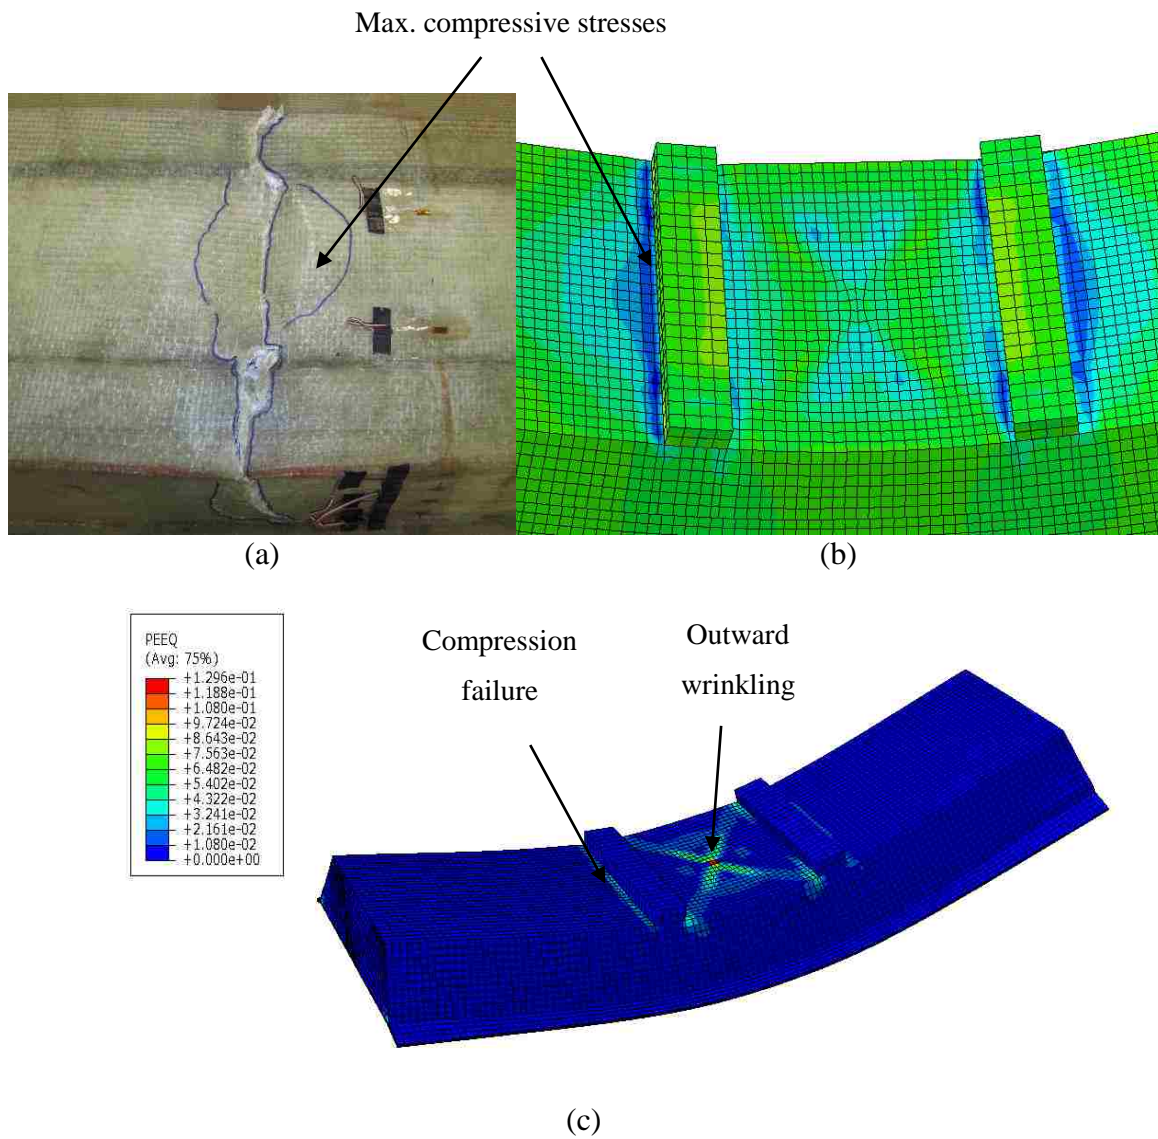 Max. compressive stresses
(a)
(b)
PEEQ
(Avg: 75%)
+1.296e-01
+1.188e-01
+1.080e-01
+9.724e-02
+8.643e-02
+7.563e-02
+6.482e-02
+5.402e-02
+4.322e-02
+3.241e-02
+2.161e-02
+1.080e-02
+0.000e+00
Compression
failure
Outward
wrinkling
(c)